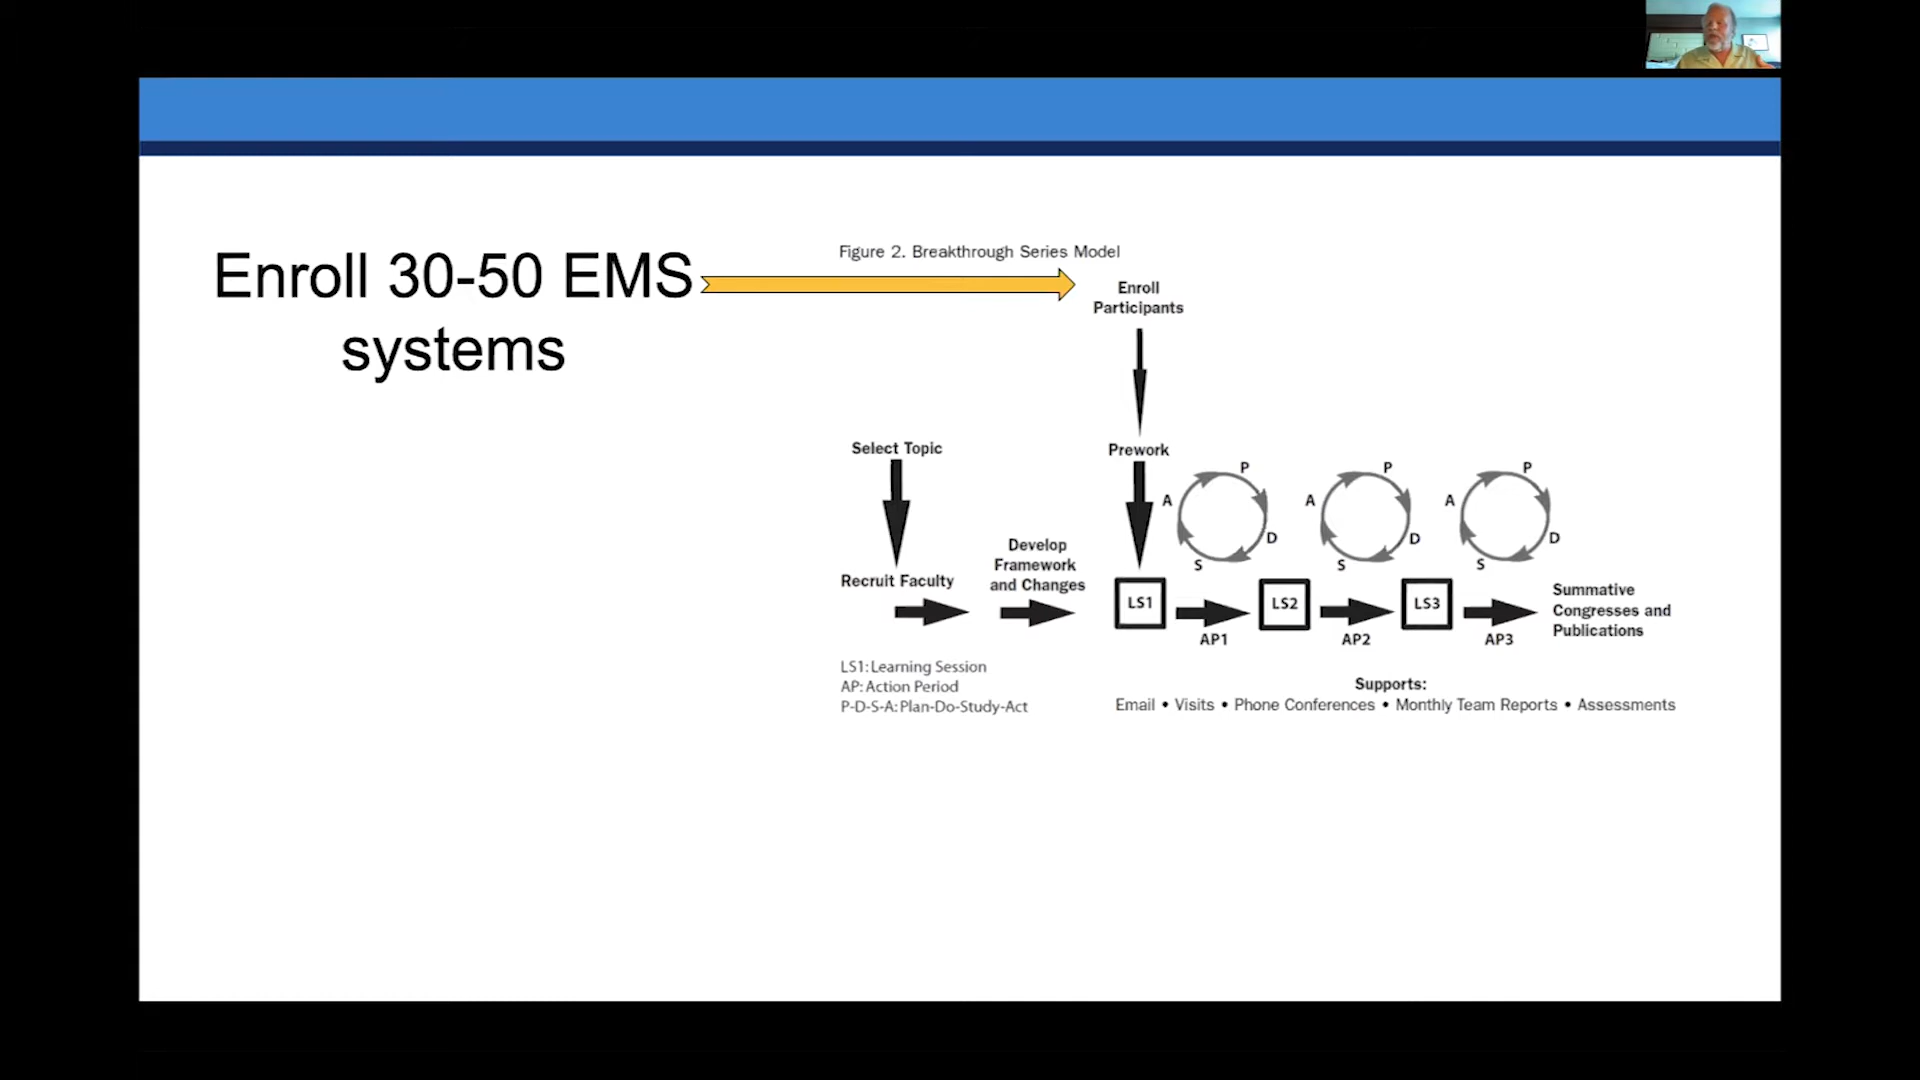 Enroll 30-50 EMS
systems
Figure 2. Breakthrough Series Model
Enroll
Participants
Select Topic
Prework
P
A
D
S
P
A
D
S
P
A
D
S
Recruit Faculty
Develop
Framework
and Changes
LS1
LS2
LS3
AP1
AP2
AP3
Summative
Congresses and
Publications
LS1: Learning Session
AP: Action Period
P-D-S-A: Plan-Do-Study-Act
Supports:
Email • Visits • Phone Conferences • Monthly Team Reports • Assessments